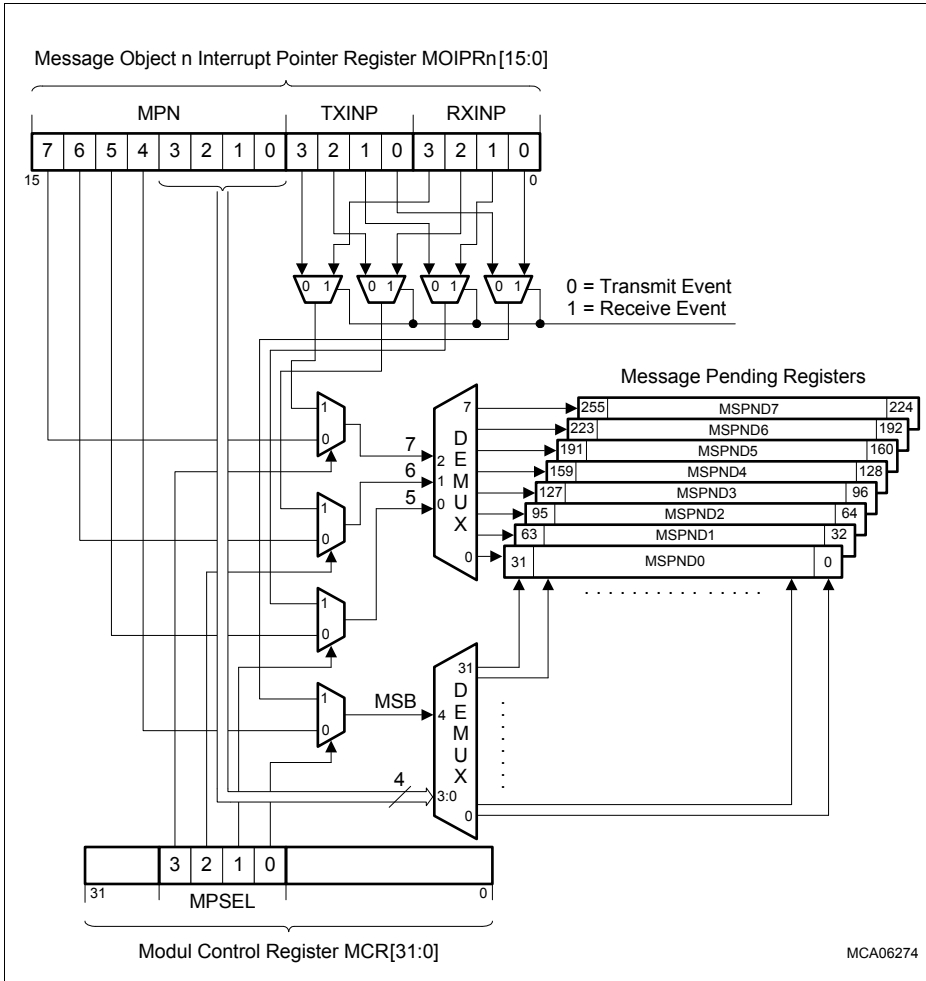 Message Object n Interrupt Pointer Register MOIPRn[15:0]
MPN TXINP RXINP
7 6 5 4 3 2 1 0 3 2 1 0 3 2 1 0
15 0
0 1 0 1 0 1 0 1
0 = Transmit Event
1 = Receive Event
Message Pending Registers
1
0
7
6
5
2
1
0
DEMUX
7
0
255 MSPND7 224
223 MSPND6 192
191 MSPND5 160
159 MSPND4 128
127 MSPND3 96
95 MSPND2 64
63 MSPND1 32
31 MSPND0 0
1
0
1
0
1
0
MSB
4
4
3:0
DEMUX
31
0
3 2 1 0
31 0
MPSEL
Modul Control Register MCR[31:0]
MCA06274